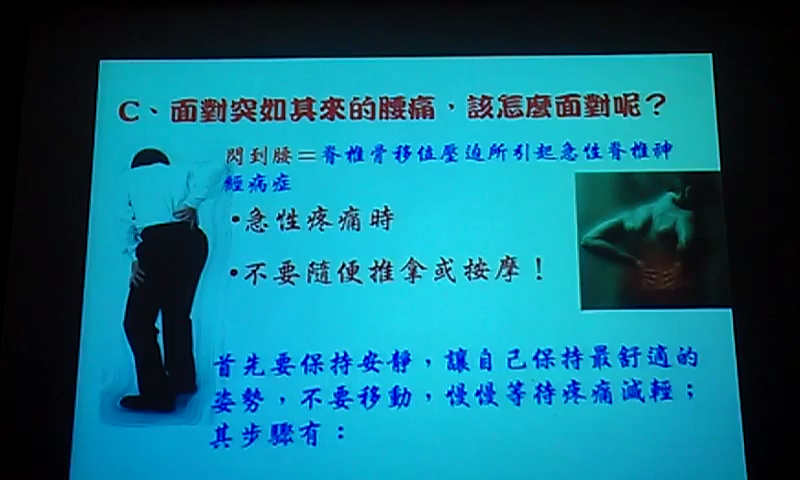 C、面對突如其來的腰痛，該怎麼面對呢？
閃到腰＝脊椎骨移位壓迫所引起急性脊椎神
經病症
•急性疼痛時
•不要隨便推拿或按摩！
首先要保持安靜，讓自己保持最舒適的
姿勢，不要移動，慢慢等待疼痛減輕；
其步驟有：